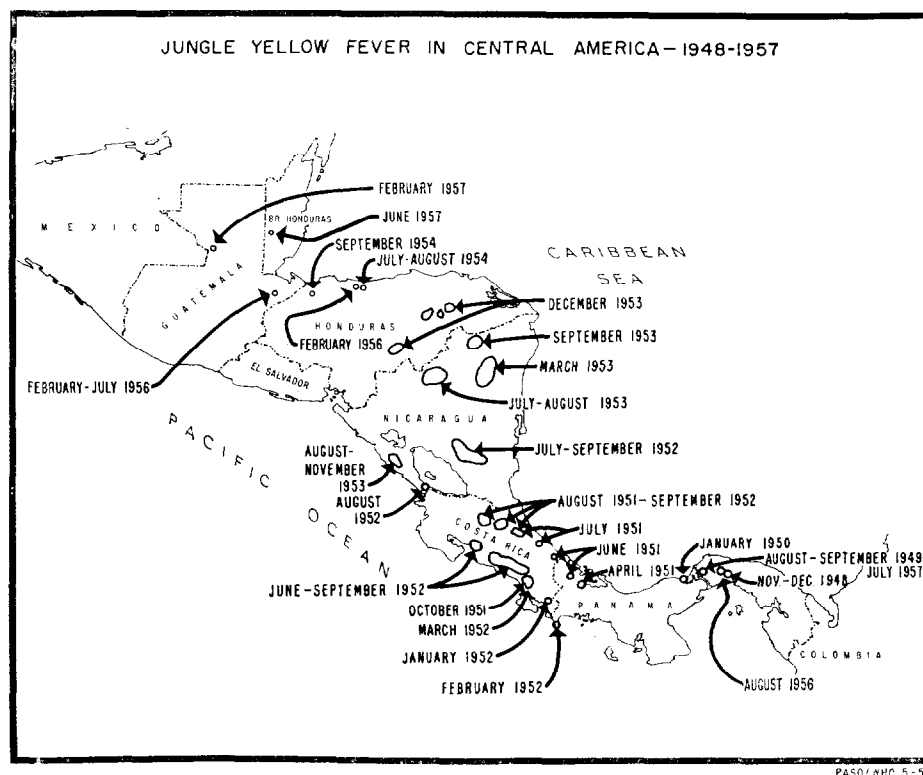 JUNGLE YELLOW FEVER IN CENTRAL AMERICA-1948-1957
FEBRUARY 1957
BR HONDURAS
JUNE 1957
MEXICO
SEPTEMBER 1954
JULY-AUGUST 1954
CARIBBEAN
SEA
GUATEMALA
DECEMBER 1953
HONDURAS
FEBRUARY 1956
SEPTEMBER 1953
EL SALVADOR
MARCH 1953
FEBRUARY-JULY 1956
JULY-AUGUST 1953
NICARAGUA
PACIFIC
OCEAN
JULY-SEPTEMBER 1952
AUGUST-
NOVEMBER
1953
AUGUST
1952
AUGUST 1951-SEPTEMBER 1952
COSTA RICA
JULY 1951
JANUARY 1950
JUNE 1951
AUGUST-SEPTEMBER 1949
APRIL 1951
JULY 1957
NOV-DEC 1948
JUNE-SEPTEMBER 1952
OCTOBER 1951
PANAMA
MARCH 1952
JANUARY 1952
COLOMBIA
FEBRUARY 1952
AUGUST 1956